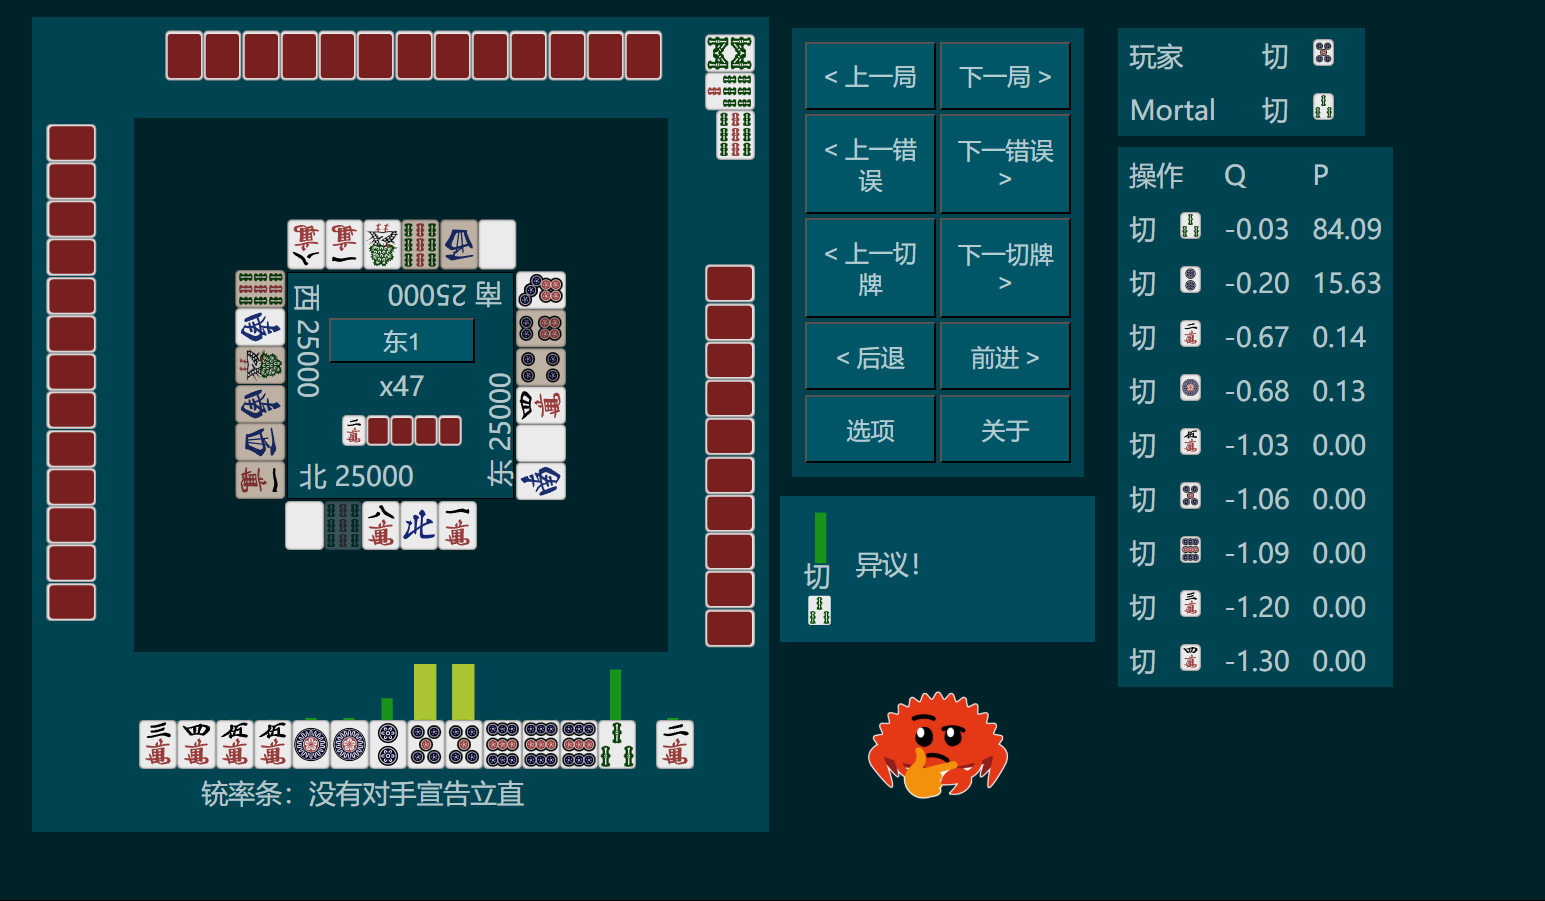 南 25000
西 25000
东1
x47
东 25000
北 25000
铳率条：没有对手宣告立直
< 上一局
下一局 >
< 上一错误
下一错误 >
< 上一切牌
下一切牌 >
< 后退
前进 >
选项
关于
切
异议！
玩家 切
Mortal 切
操作 Q P
切 -0.03 84.09
切 -0.20 15.63
切 -0.67 0.14
切 -0.68 0.13
切 -1.03 0.00
切 -1.06 0.00
切 -1.09 0.00
切 -1.20 0.00
切 -1.30 0.00